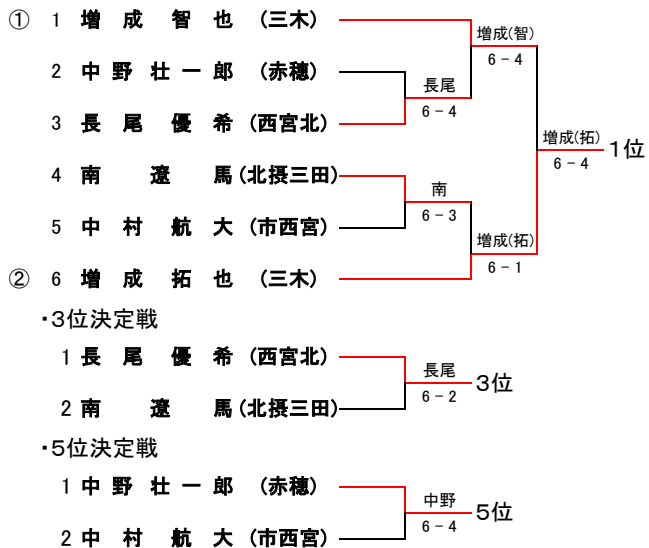 ① 1 増 成 智 也 (三木)
増成(智)
6 - 4
2 中 野 壮 一 郎 (赤穂)
長尾
6 - 4
3 長 尾 優 希 (西宮北)
増成(拓)
6 - 4
1位
4 南 遼 馬 (北摂三田)
南
6 - 3
5 中 村 航 大 (市西宮)
増成(拓)
6 - 1
② 6 増 成 拓 也 (三木)
・3位決定戦
1 長 尾 優 希 (西宮北)
長尾
6 - 2
3位
2 南 遼 馬 (北摂三田)
・5位決定戦
1 中 野 壮 一 郎 (赤穂)
中野
6 - 4
5位
2 中 村 航 大 (市西宮)